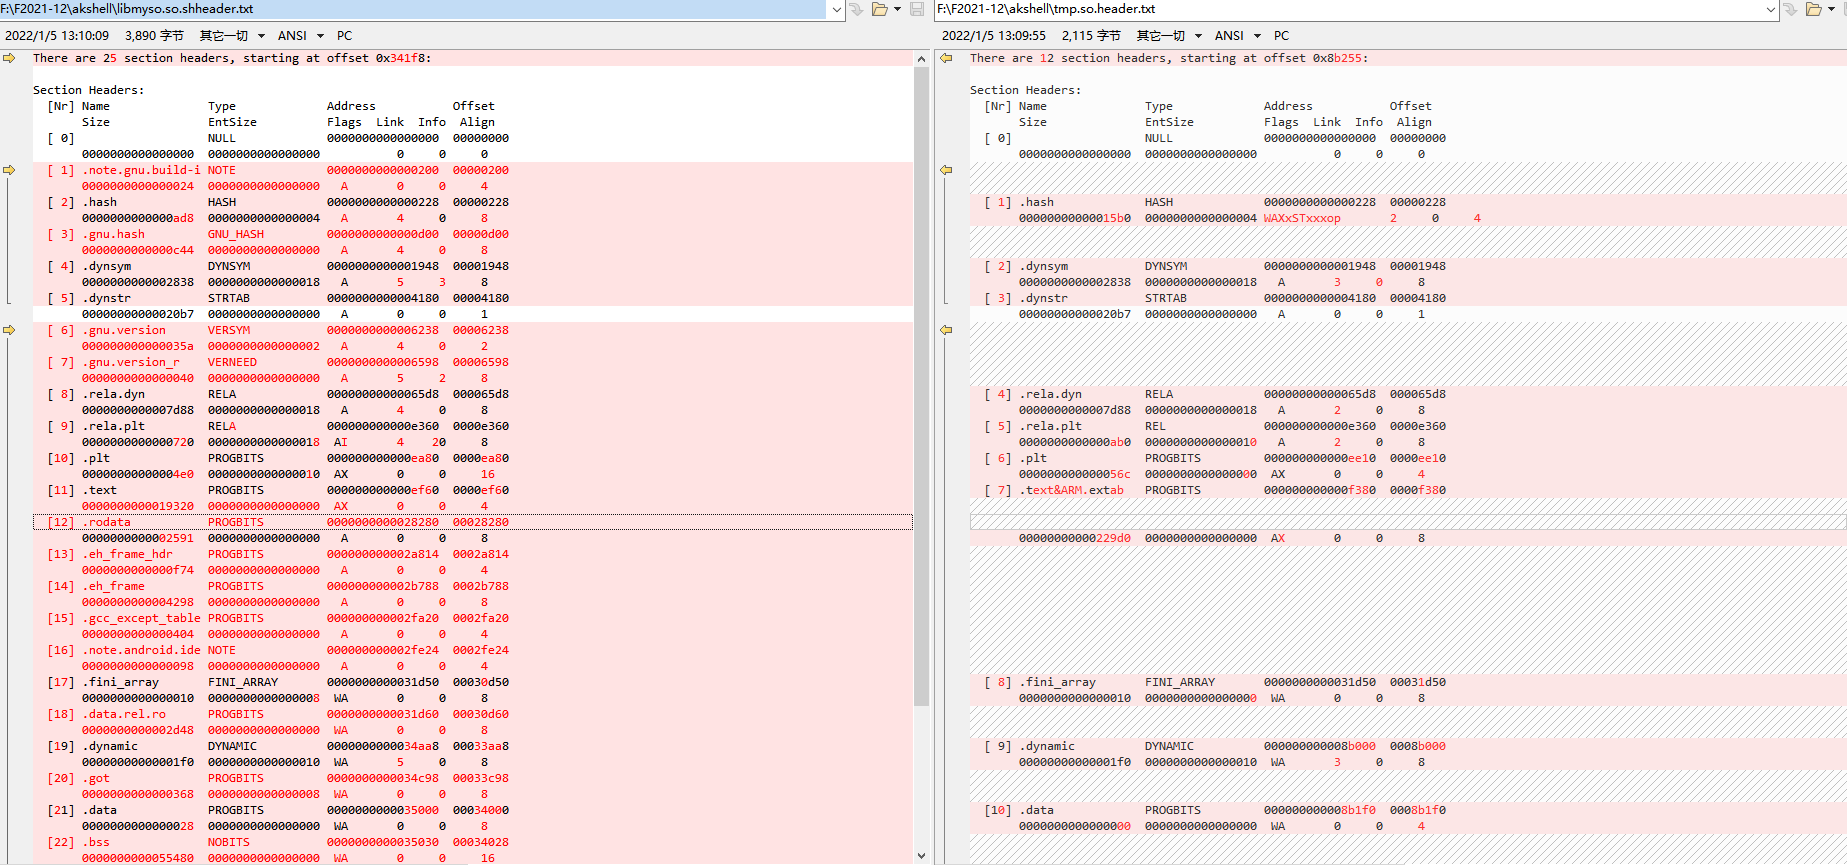 F:\F2021-12\akshell\libmyso.so.shheader.txt
2022/1/5 13:10:09 3,890 字节 其它一切 ANSI PC
There are 25 section headers, starting at offset 0x341f8:
Section Headers:
[Nr] Name Type Address Offset
Size EntSize Flags Link Info Align
[ 0] NULL 0000000000000000 00000000
0000000000000000 0000000000000000 0 0 0
[ 1] .note.gnu.build-i NOTE 0000000000000200 00000200
0000000000000024 0000000000000000 A 0 0 4
[ 2] .hash HASH 0000000000000228 00000228
0000000000000ad8 0000000000000004 A 4 0 8
[ 3] .gnu.hash GNU_HASH 0000000000000d00 00000d00
0000000000000c44 0000000000000000 A 4 0 8
[ 4] .dynsym DYNSYM 0000000000001948 00001948
0000000000002838 0000000000000018 A 5 3 8
[ 5] .dynstr STRTAB 0000000000004180 00004180
00000000000020b7 0000000000000000 A 0 0 1
[ 6] .gnu.version VERSYM 0000000000006238 00006238
000000000000035a 0000000000000002 A 4 0 2
[ 7] .gnu.version_r VERNEED 0000000000006598 00006598
0000000000000040 0000000000000000 A 5 2 8
[ 8] .rela.dyn RELA 00000000000065d8 000065d8
0000000000007d88 0000000000000018 A 4 0 8
[ 9] .rela.plt RELA 000000000000e360 0000e360
0000000000000720 0000000000000018 AI 4 20 8
[10] .plt PROGBITS 000000000000ea80 0000ea80
00000000000004e0 0000000000000010 AX 0 0 16
[11] .text PROGBITS 000000000000ef60 0000ef60
0000000000019320 0000000000000000 AX 0 0 4
[12] .rodata PROGBITS 0000000000028280 00028280
0000000000002591 0000000000000000 A 0 0 8
[13] .eh_frame_hdr PROGBITS 000000000002a814 0002a814
0000000000000f74 0000000000000000 A 0 0 4
[14] .eh_frame PROGBITS 000000000002b788 0002b788
0000000000004298 0000000000000000 A 0 0 8
[15] .gcc_except_table PROGBITS 000000000002fa20 0002fa20
0000000000000404 0000000000000000 A 0 0 4
[16] .note.android.ide NOTE 000000000002fe24 0002fe24
0000000000000098 0000000000000000 A 0 0 4
[17] .fini_array FINI_ARRAY 0000000000031d50 00030d50
0000000000000010 0000000000000008 WA 0 0 8
[18] .data.rel.ro PROGBITS 0000000000031d60 00030d60
0000000000002d48 0000000000000000 WA 0 0 8
[19] .dynamic DYNAMIC 0000000000034aa8 00033aa8
00000000000001f0 0000000000000010 WA 5 0 8
[20] .got PROGBITS 0000000000034c98 00033c98
0000000000000368 0000000000000008 WA 0 0 8
[21] .data PROGBITS 0000000000035000 00034000
0000000000000028 0000000000000000 WA 0 0 8
[22] .bss NOBITS 0000000000035030 00034028
0000000000055480 0000000000000000 WA 0 0 16
F:\F2021-12\akshell\tmp.so.header.txt
2022/1/5 13:09:55 2,115 字节 其它一切 ANSI PC
There are 12 section headers, starting at offset 0x8b255:
Section Headers:
[Nr] Name Type Address Offset
Size EntSize Flags Link Info Align
[ 0] NULL 0000000000000000 00000000
0000000000000000 0000000000000000 0 0 0
[ 1] .hash HASH 0000000000000228 00000228
00000000000015b0 0000000000000004 WAXxSTxxxop 2 0 4
[ 2] .dynsym DYNSYM 0000000000001948 00001948
0000000000002838 0000000000000018 A 3 0 8
[ 3] .dynstr STRTAB 0000000000004180 00004180
00000000000020b7 0000000000000000 A 0 0 1
[ 4] .rela.dyn RELA 00000000000065d8 000065d8
0000000000007d88 0000000000000018 A 2 0 8
[ 5] .rela.plt REL 000000000000e360 0000e360
0000000000000ab0 0000000000000010 A 2 0 8
[ 6] .plt PROGBITS 000000000000ee10 0000ee10
000000000000056c 0000000000000000 AX 0 0 4
[ 7] .text&ARM.extab PROGBITS 000000000000f380 0000f380
00000000000229d0 0000000000000000 AX 0 0 8
[ 8] .fini_array FINI_ARRAY 0000000000031d50 00031d50
0000000000000010 0000000000000000 WA 0 0 8
[ 9] .dynamic DYNAMIC 000000000008b000 0008b000
00000000000001f0 0000000000000010 WA 3 0 8
[10] .data PROGBITS 000000000008b1f0 0008b1f0
0000000000000000 0000000000000000 WA 0 0 4